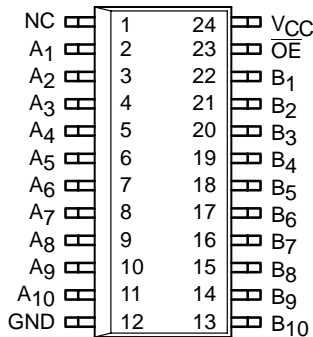 NC 1 24 VCC
A1 2 23 OE
A2 3 22 B1
A3 4 21 B2
A4 5 20 B3
A5 6 19 B4
A6 7 18 B5
A7 8 17 B6
A8 9 16 B7
A9 10 15 B8
A10 11 14 B9
GND 12 13 B10